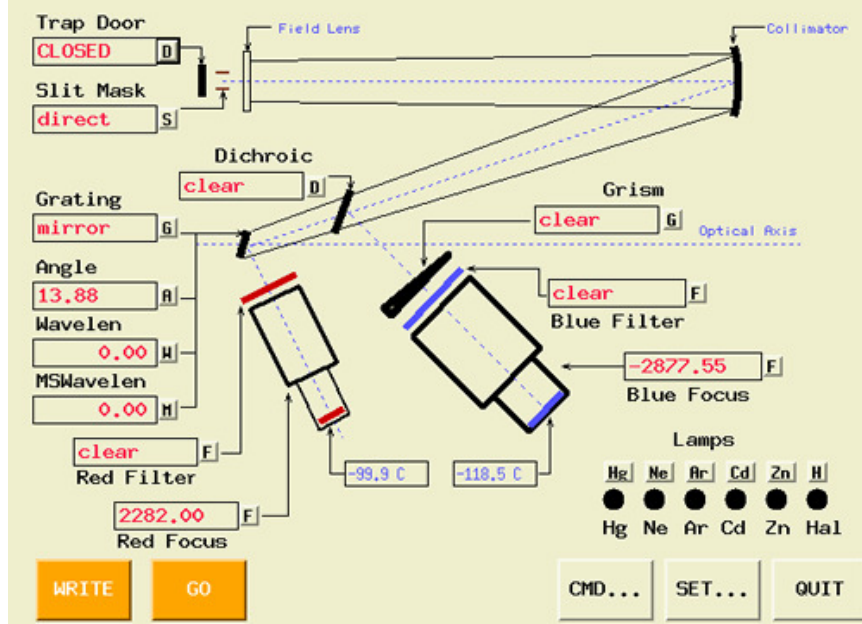 Trap Door
CLOSED D
Field Lens
Collimator
Slit Mask
direct S
Dichroic
clear D
Grism
clear G
Grating
mirror G
Optical Axis
Angle
13.88 A
clear F
Blue Filter
Wavelen
0.00 W
MSWavelen
0.00 M
-2877.55 F
Blue Focus
clear F
Red Filter
-99.9 C
-118.5 C
Lamps
Hg Ne Ar Cd Zn H
Hg Ne Ar Cd Zn Hal
2282.00 F
Red Focus
WRITE GO CMD... SET... QUIT